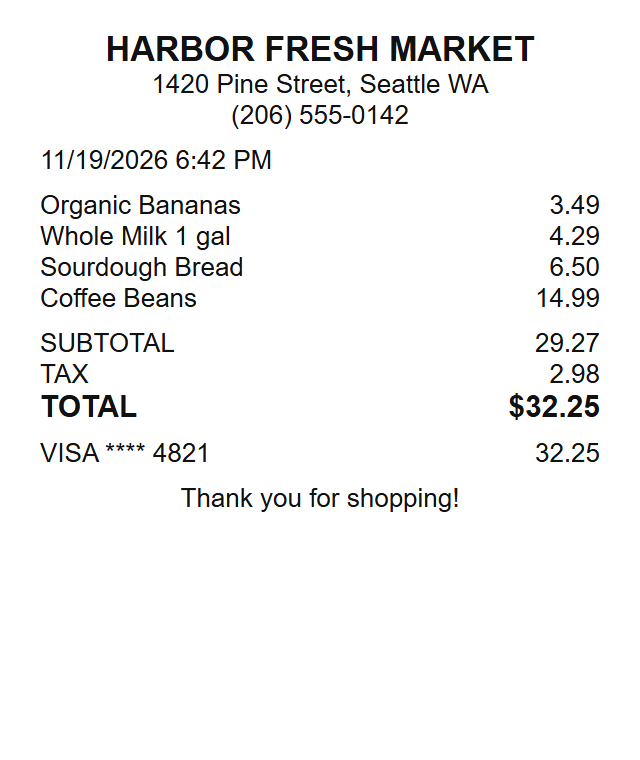 HARBOR FRESH MARKET
1420 Pine Street, Seattle WA
(206) 555-0142
11/19/2026 6:42 PM
Organic Bananas 3.49
Whole Milk 1 gal 4.29
Sourdough Bread 6.50
Coffee Beans 14.99
SUBTOTAL 29.27
TAX 2.98
TOTAL $32.25
VISA **** 4821 32.25
Thank you for shopping!